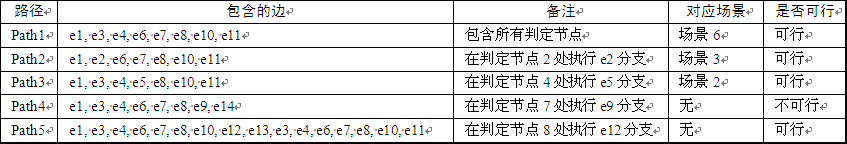 路径 包含的边 备注 对应场景 是否可行
Path1 e1, e3, e4, e6, e7, e8, e10, e11 包含所有判定节点 场景 6 可行
Path2 e1, e2, e6, e7, e8, e10, e11 在判定节点 2 处执行 e2 分支 场景 3 可行
Path3 e1, e3, e4, e5, e8, e10, e11 在判定节点 4 处执行 e5 分支 场景 2 可行
Path4 e1, e3, e4, e6, e7, e8, e9, e14 在判定节点 7 处执行 e9 分支 无 不可行
Path5 e1, e3, e4, e6, e7, e8, e10, e12, e13, e3, e4, e6, e7, e8, e10, e11 在判定节点 8 处执行 e12 分支 无 可行